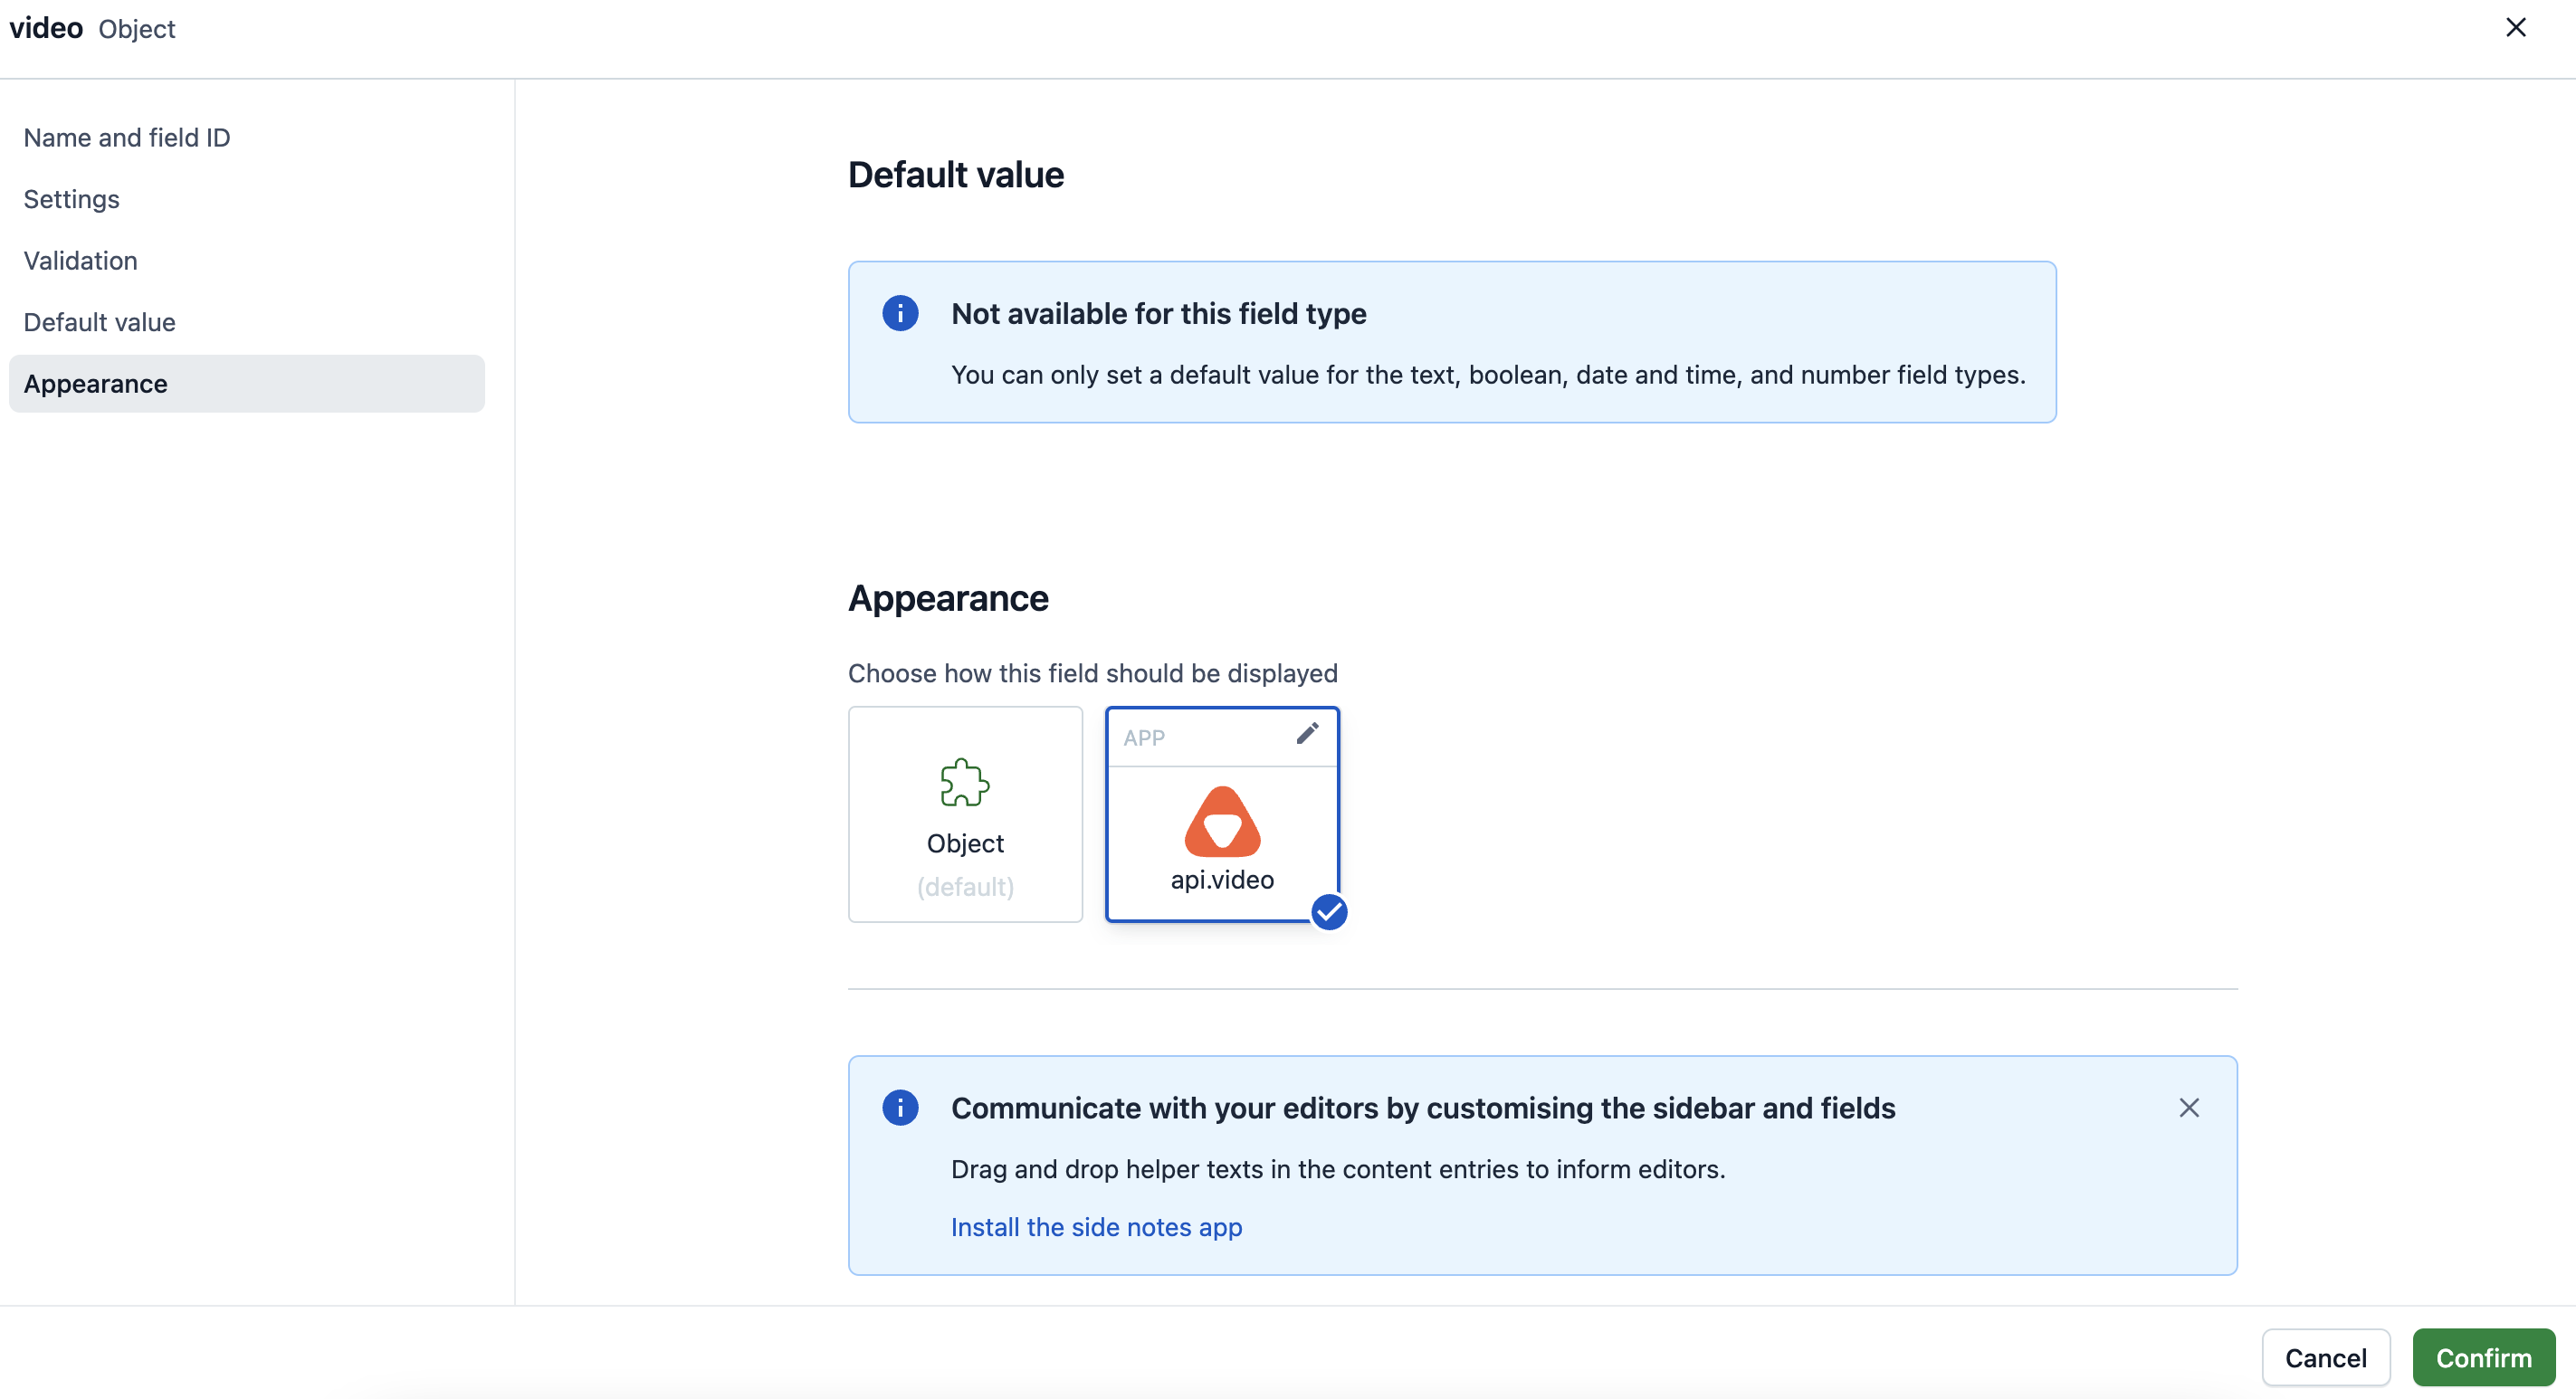 video Object
Name and field ID
Settings
Validation
Default value
Appearance
Default value
Not available for this field type
You can only set a default value for the text, boolean, date and time, and number field types.
Appearance
Choose how this field should be displayed
Object
(default)
APP
api.video
Communicate with your editors by customising the sidebar and fields
Drag and drop helper texts in the content entries to inform editors.
Install the side notes app
Cancel
Confirm